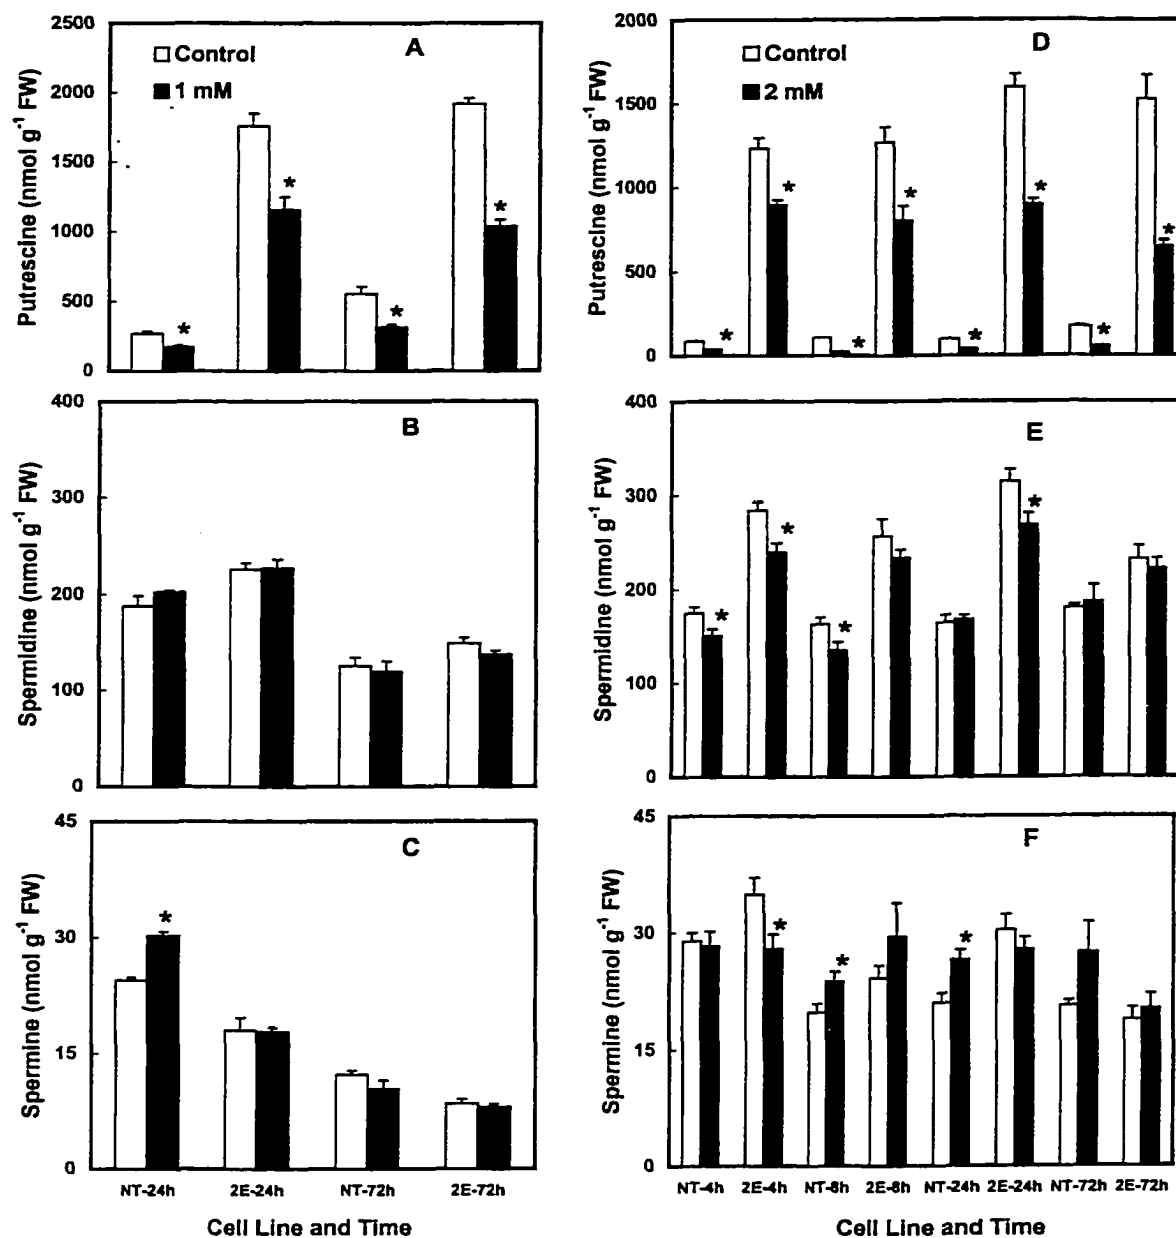 2500
2000
1500
1000
500
0
Putrescine (nmol g-1 FW)
A
Control
1 mM
*
*
*
*
400
300
200
100
0
Spermidine (nmol g-1 FW)
B
45
30
15
0
Spermine (nmol g-1 FW)
C
*
NT-24h 2E-24h NT-72h 2E-72h
Cell Line and Time
2000
1500
1000
500
0
Putrescine (nmol g-1 FW)
D
Control
2 mM
*
*
*
*
*
*
*
*
400
300
200
100
0
Spermidine (nmol g-1 FW)
E
*
*
*
*
45
30
15
0
Spermine (nmol g-1 FW)
F
*
*
*
NT-4h 2E-4h NT-8h 2E-8h NT-24h 2E-24h NT-72h 2E-72h
Cell Line and Time